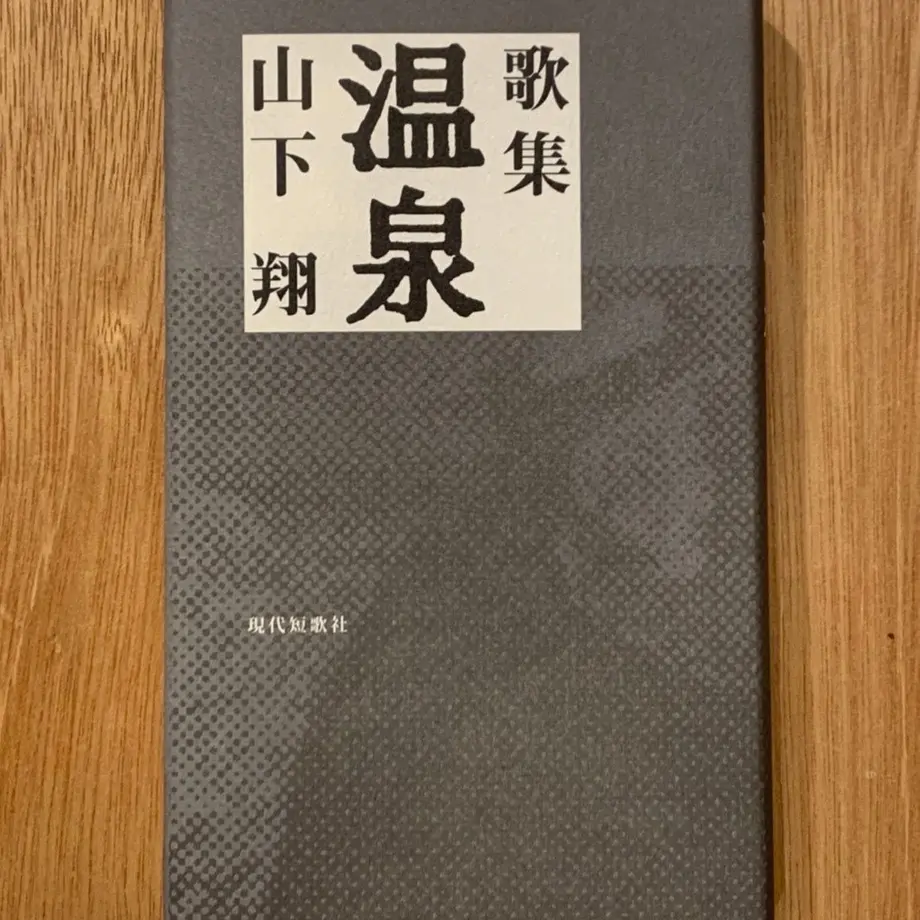 歌集
温泉
山下 翔
現代短歌社